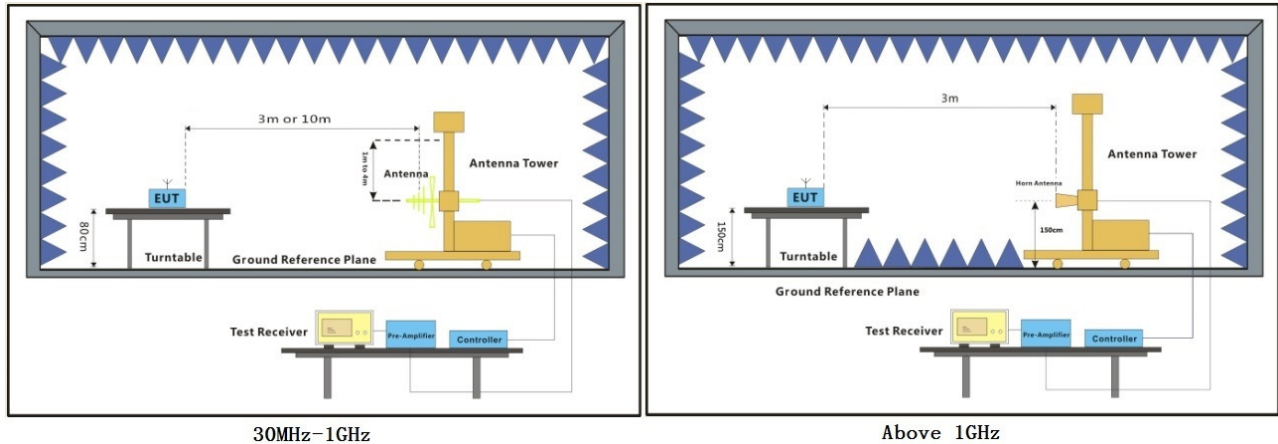 3m or 10m
1m to 4m
Antenna
Antenna Tower
EUT
80cm
Turntable
Ground Reference Plane
Test Receiver
Pre-Amplifier
Controller
30MHz-1GHz
3m
Antenna Tower
Horn Antenna
EUT
150cm
150cm
Turntable
Ground Reference Plane
Test Receiver
Pre-Amplifier
Controller
Above 1GHz